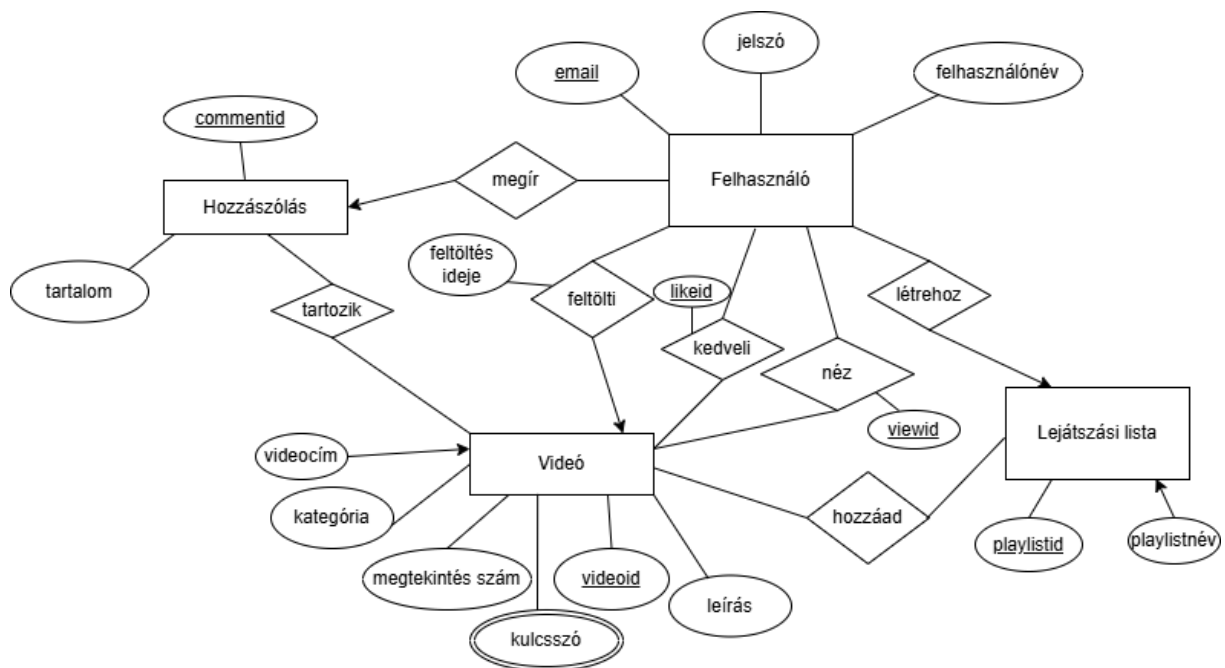 jelszó
email
felhasználónév
commentid
megír
Felhasználó
Hozzászólás
feltöltés
ideje
tartalom
likeid
feltölti
létrehoz
tartozik
kedveli
néz
viewid
Lejátszási lista
videocím
Videó
kategória
hozzáad
playlistid
playlistnév
megtekintés szám
videoid
leírás
kulcsszó